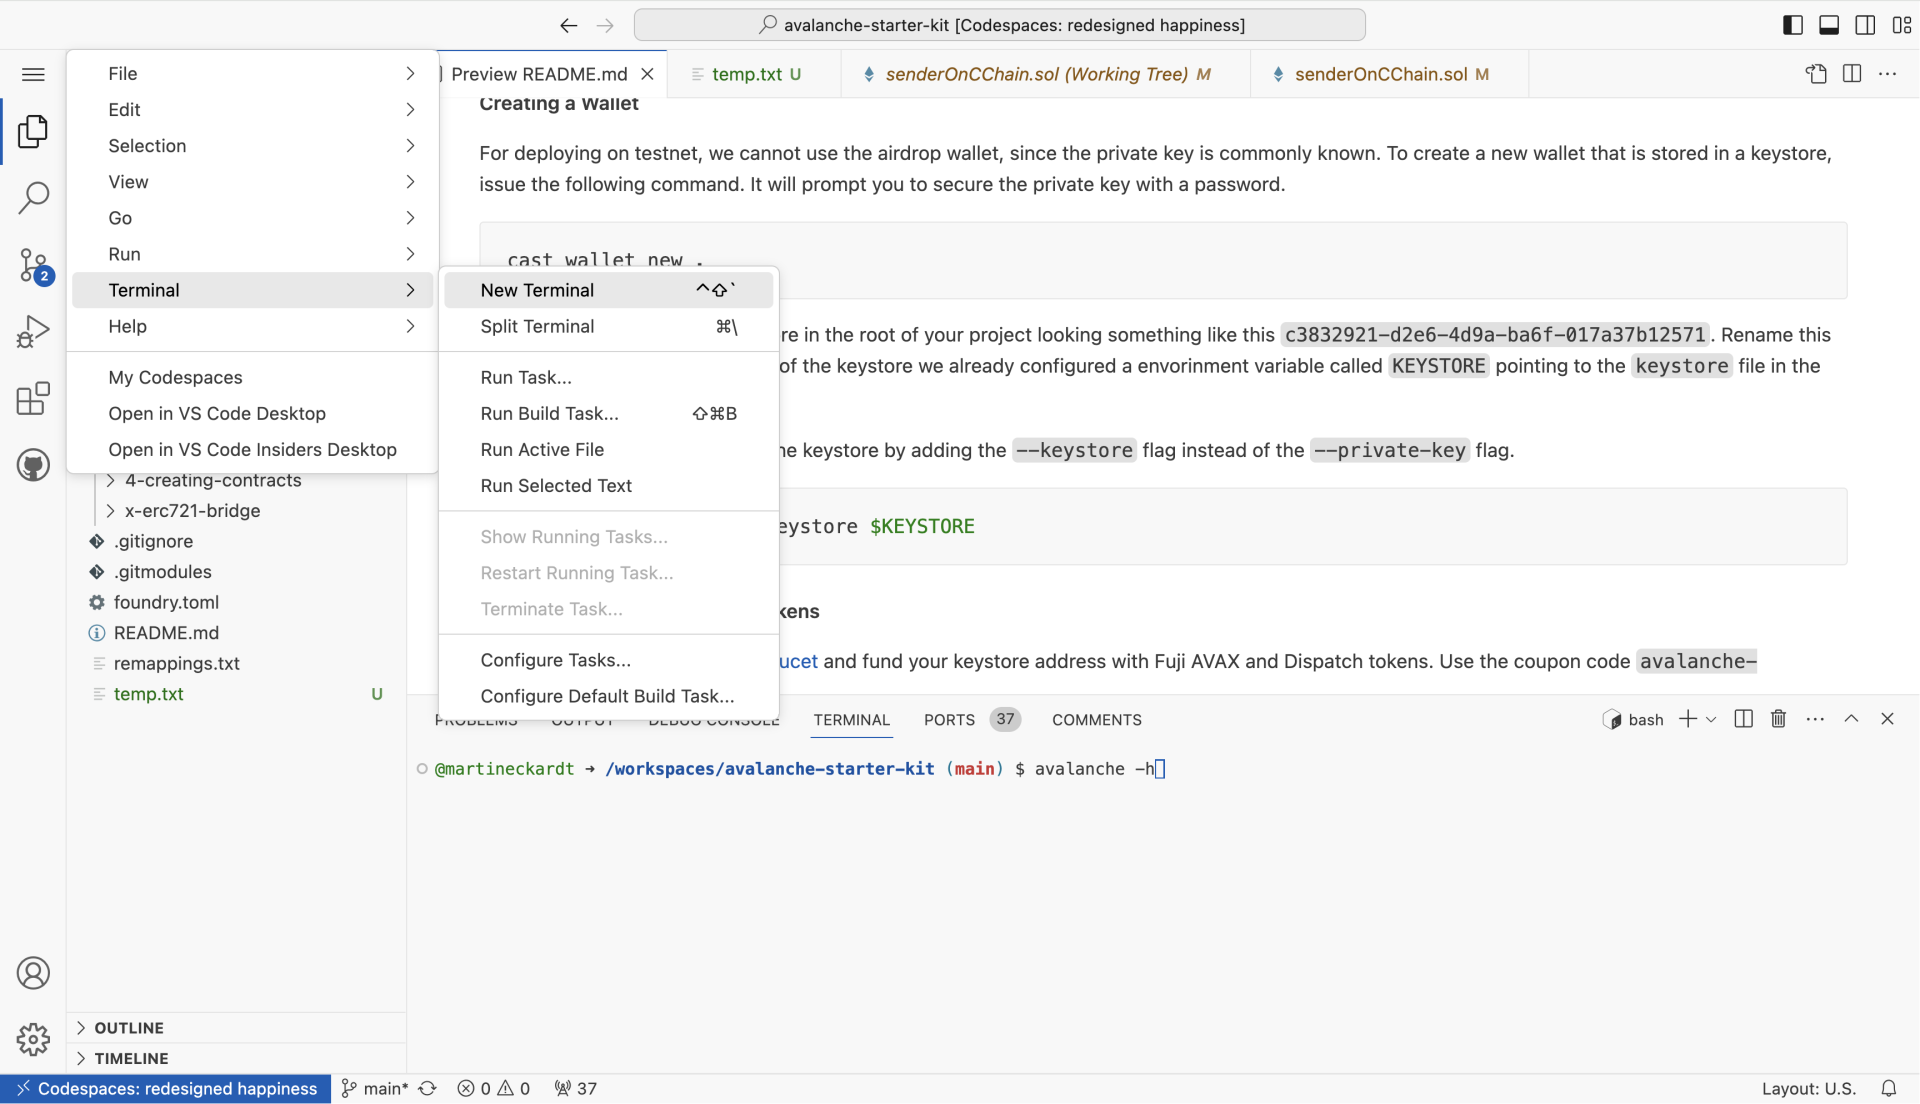 avalanche-starter-kit [Codespaces: redesigned happiness]
Preview README.md
temp.txt U
senderOnCChain.sol (Working Tree) M
senderOnCChain.sol M
File
Edit
Selection
View
Go
Run
Terminal
Help
My Codespaces
Open in VS Code Desktop
Open in VS Code Insiders Desktop
New Terminal ^⇧`
Split Terminal ⌘\
Run Task...
Run Build Task... ⇧⌘B
Run Active File
Run Selected Text
Show Running Tasks...
Restart Running Task...
Terminate Task...
Configure Tasks...
Configure Default Build Task...
2
4-creating-contracts
x-erc721-bridge
.gitignore
.gitmodules
foundry.toml
README.md
remappings.txt
temp.txt U
OUTLINE
TIMELINE
Creating a Wallet
For deploying on testnet, we cannot use the airdrop wallet, since the private key is commonly known. To create a new wallet that is stored in a keystore,
issue the following command. It will prompt you to secure the private key with a password.
cast wallet new .
re in the root of your project looking something like this c3832921-d2e6-4d9a-ba6f-017a37b12571. Rename this
of the keystore we already configured a envorinment variable called KEYSTORE pointing to the keystore file in the
he keystore by adding the --keystore flag instead of the --private-key flag.
eystore $KEYSTORE
kens
ucet and fund your keystore address with Fuji AVAX and Dispatch tokens. Use the coupon code avalanche-
PROBLEMS OUTPUT DEBUG CONSOLE TERMINAL PORTS 37 COMMENTS
bash
@martineckardt → /workspaces/avalanche-starter-kit (main) $ avalanche -h
Codespaces: redesigned happiness
main*
0
0
37
Layout: U.S.